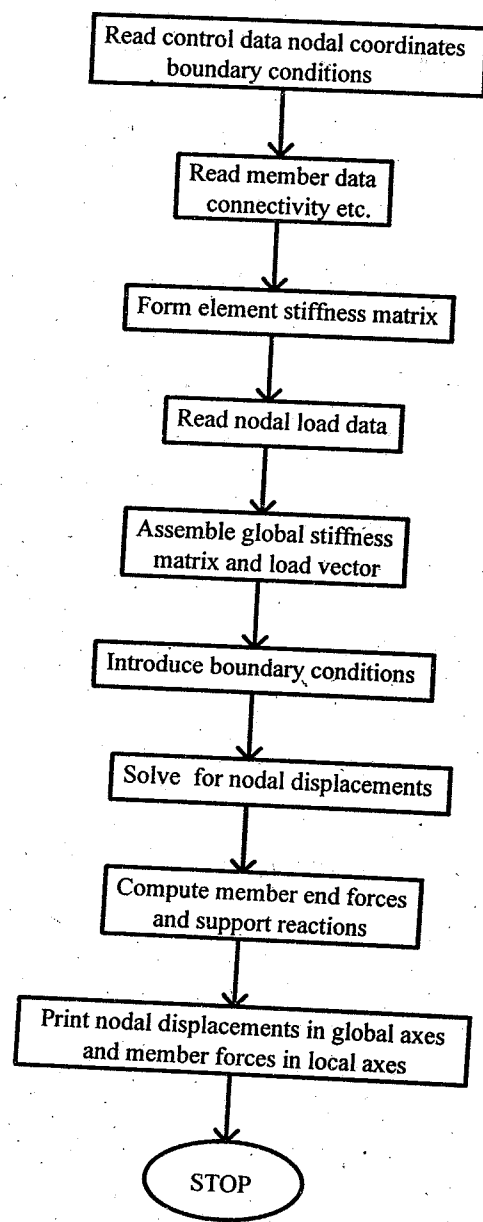 Read control data nodal coordinates
boundary conditions
Read member data
connectivity etc.
Form element stiffness matrix
Read nodal load data
Assemble global stiffness
matrix and load vector
Introduce boundary conditions
Solve for nodal displacements
Compute member end forces
and support reactions
Print nodal displacements in global axes
and member forces in local axes
STOP